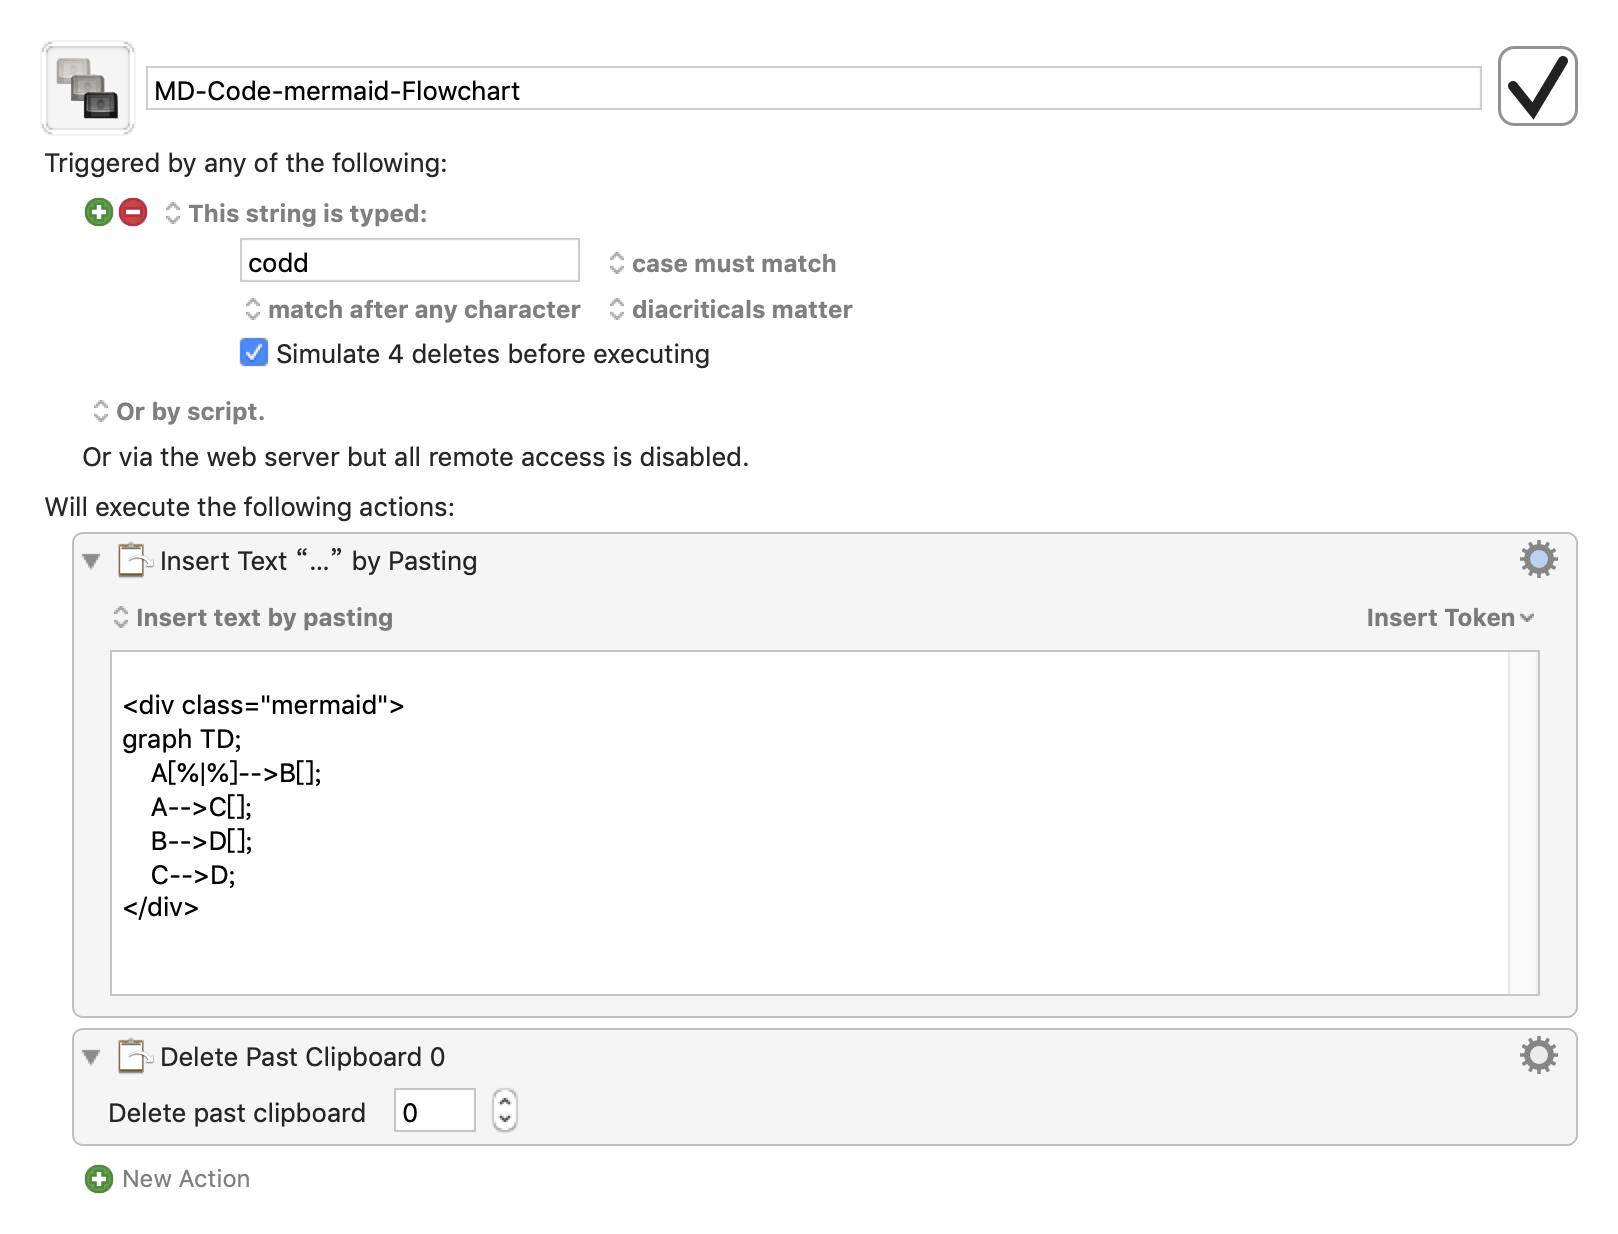 MD-Code-mermaid-Flowchart
Triggered by any of the following:
This string is typed:
codd
case must match
match after any character
diacriticals matter
Simulate 4 deletes before executing
Or by script.
Or via the web server but all remote access is disabled.
Will execute the following actions:
Insert Text “...” by Pasting
Insert text by pasting
Insert Token
<div class="mermaid">
graph TD;
    A[%|%]-->B[];
    A-->C[];
    B-->D[];
    C-->D;
</div>
Delete Past Clipboard 0
Delete past clipboard 0
New Action